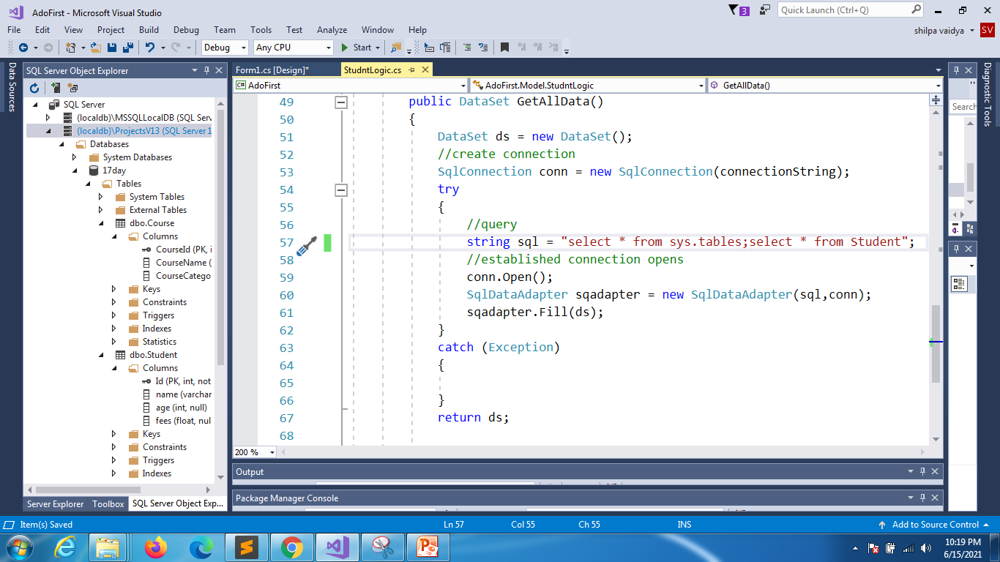 AdoFirst - Microsoft Visual Studio
3
Quick Launch (Ctrl+Q)
File Edit View Project Build Debug Team Tools Test Analyze Window Help
shilpa vaidya SV
Debug Any CPU Start
Data Sources
SQL Server Object Explorer
SQL Server
(localdb)\MSSQLLocalDB (SQL Serv
(localdb)\ProjectsV13 (SQL Server 1
Databases
System Databases
17day
Tables
System Tables
External Tables
dbo.Course
Columns
CourseId (PK, i
CourseName (
CourseCatego
Keys
Constraints
Triggers
Indexes
Statistics
dbo.Student
Columns
Id (PK, int, not
name (varchar
age (int, null)
fees (float, nul
Keys
Constraints
Triggers
Indexes
Server Explorer Toolbox SQL Server Object Exp...
Form1.cs [Design]* StudntLogic.cs
C# AdoFirst AdoFirst.Model.StudntLogic GetAllData()
49 public DataSet GetAllData()
50 {
51 DataSet ds = new DataSet();
52 //create connection
53 SqlConnection conn = new SqlConnection(connectionString);
54 try
55 {
56 //query
57 string sql = "select * from sys.tables;select * from Student";
58 //established connection opens
59 conn.Open();
60 SqlDataAdapter sqadapter = new SqlDataAdapter(sql,conn);
61 sqadapter.Fill(ds);
62 }
63 catch (Exception)
64 {
65
66 }
67 return ds;
68
200 %
Output
Package Manager Console
Search
Diagnostic Tools
Item(s) Saved Ln 57 Col 55 Ch 55 INS Add to Source Control
10:19 PM
6/15/2021